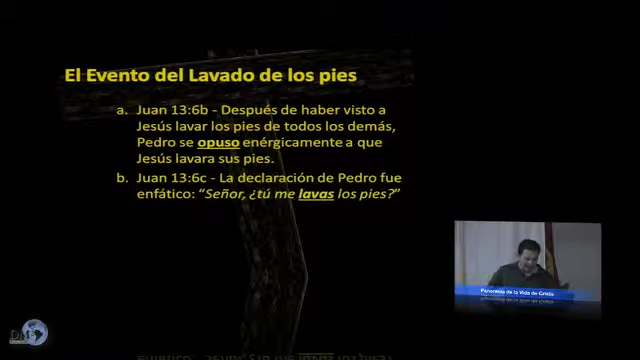 El Evento del Lavado de los pies
a. Juan 13:6b - Después de haber visto a
Jesús lavar los pies de todos los demás,
Pedro se opuso enérgicamente a que
Jesús lavara sus pies.
b. Juan 13:6c - La declaración de Pedro fue
enfático: “Señor, ¿tú me lavas los pies?”
Panorama de la Vida de Cristo
DM